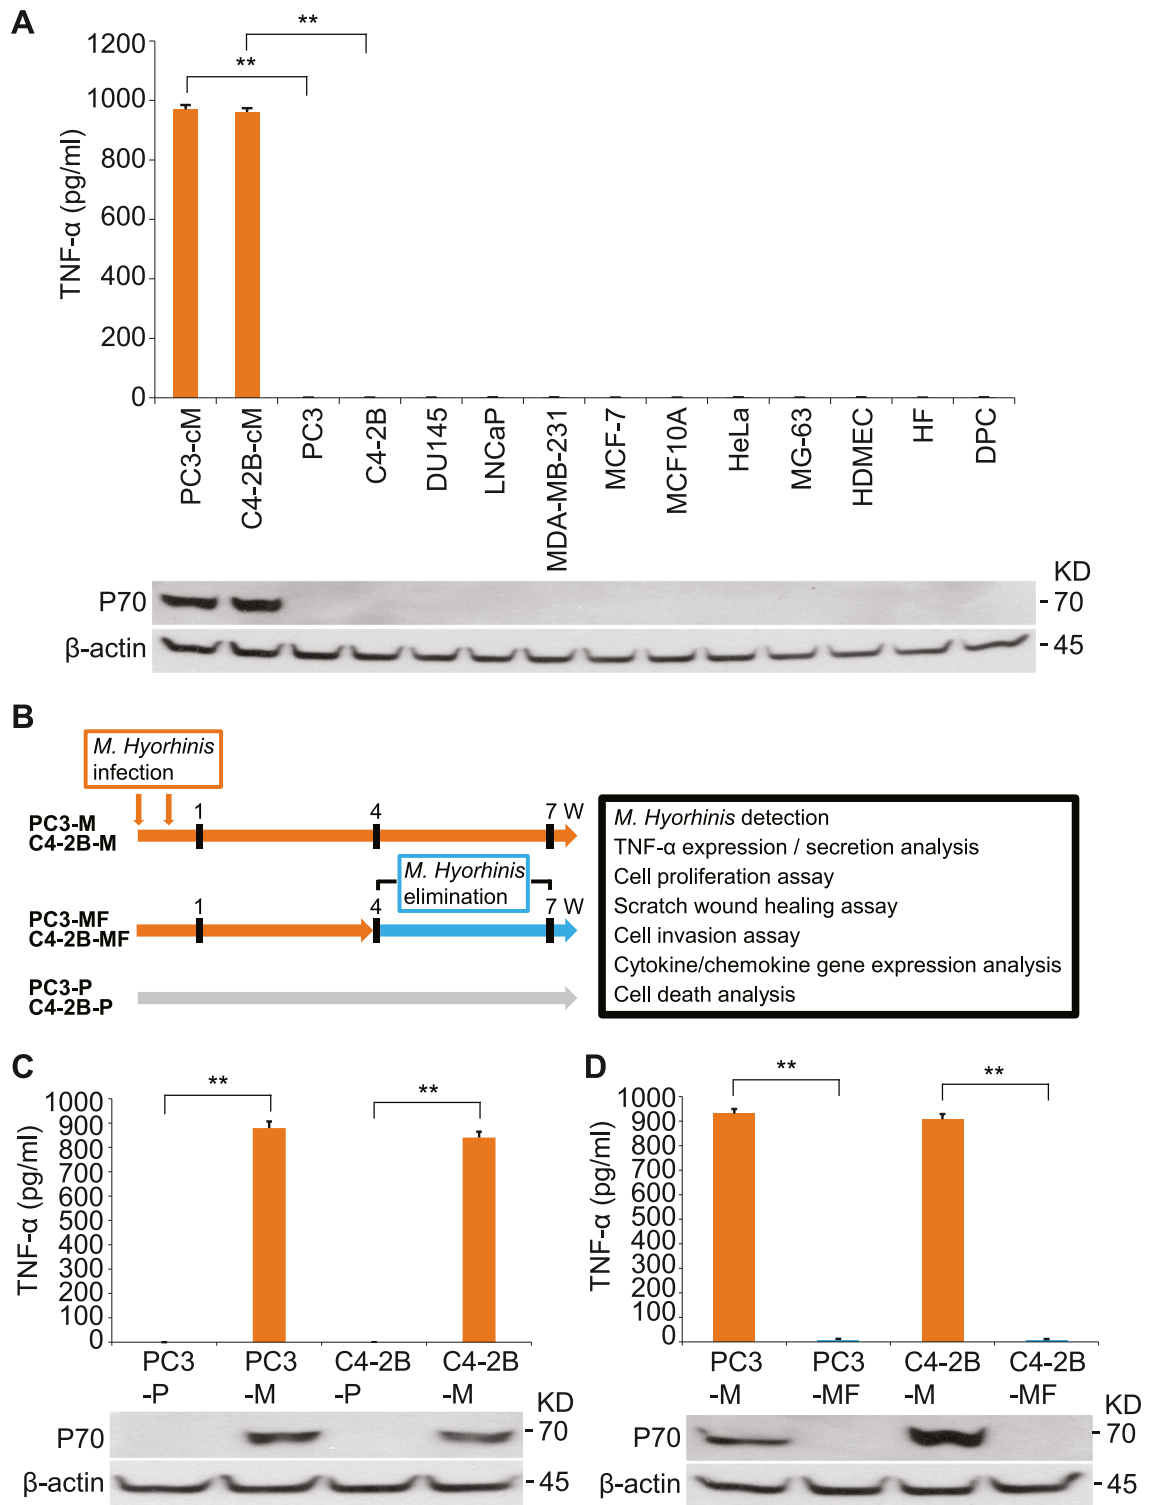 A
**
**
1200
1000
800
600
400
200
0
TNF-α (pg/ml)
PC3-cM
C4-2B-cM
PC3
C4-2B
DU145
LNCaP
MDA-MB-231
MCF-7
MCF10A
HeLa
MG-63
HDMEC
HF
DPC
KD
P70
-70
β-actin
-45
B
M. Hyorhinis
infection
1 4 7 W
PC3-M
C4-2B-M
M. Hyorhinis
elimination
1 4 7 W
PC3-MF
C4-2B-MF
PC3-P
C4-2B-P
M. Hyorhinis detection
TNF-α expression / secretion analysis
Cell proliferation assay
Scratch wound healing assay
Cell invasion assay
Cytokine/chemokine gene expression analysis
Cell death analysis
C
** **
1000
900
800
700
600
500
400
300
200
100
0
TNF-α (pg/ml)
PC3 PC3 C4-2B C4-2B
-P -M -P -M
KD
P70
-70
β-actin
-45
D
** **
1000
900
800
700
600
500
400
300
200
100
0
TNF-α (pg/ml)
PC3 PC3 C4-2B C4-2B
-M -MF -M -MF
KD
P70
-70
β-actin
-45